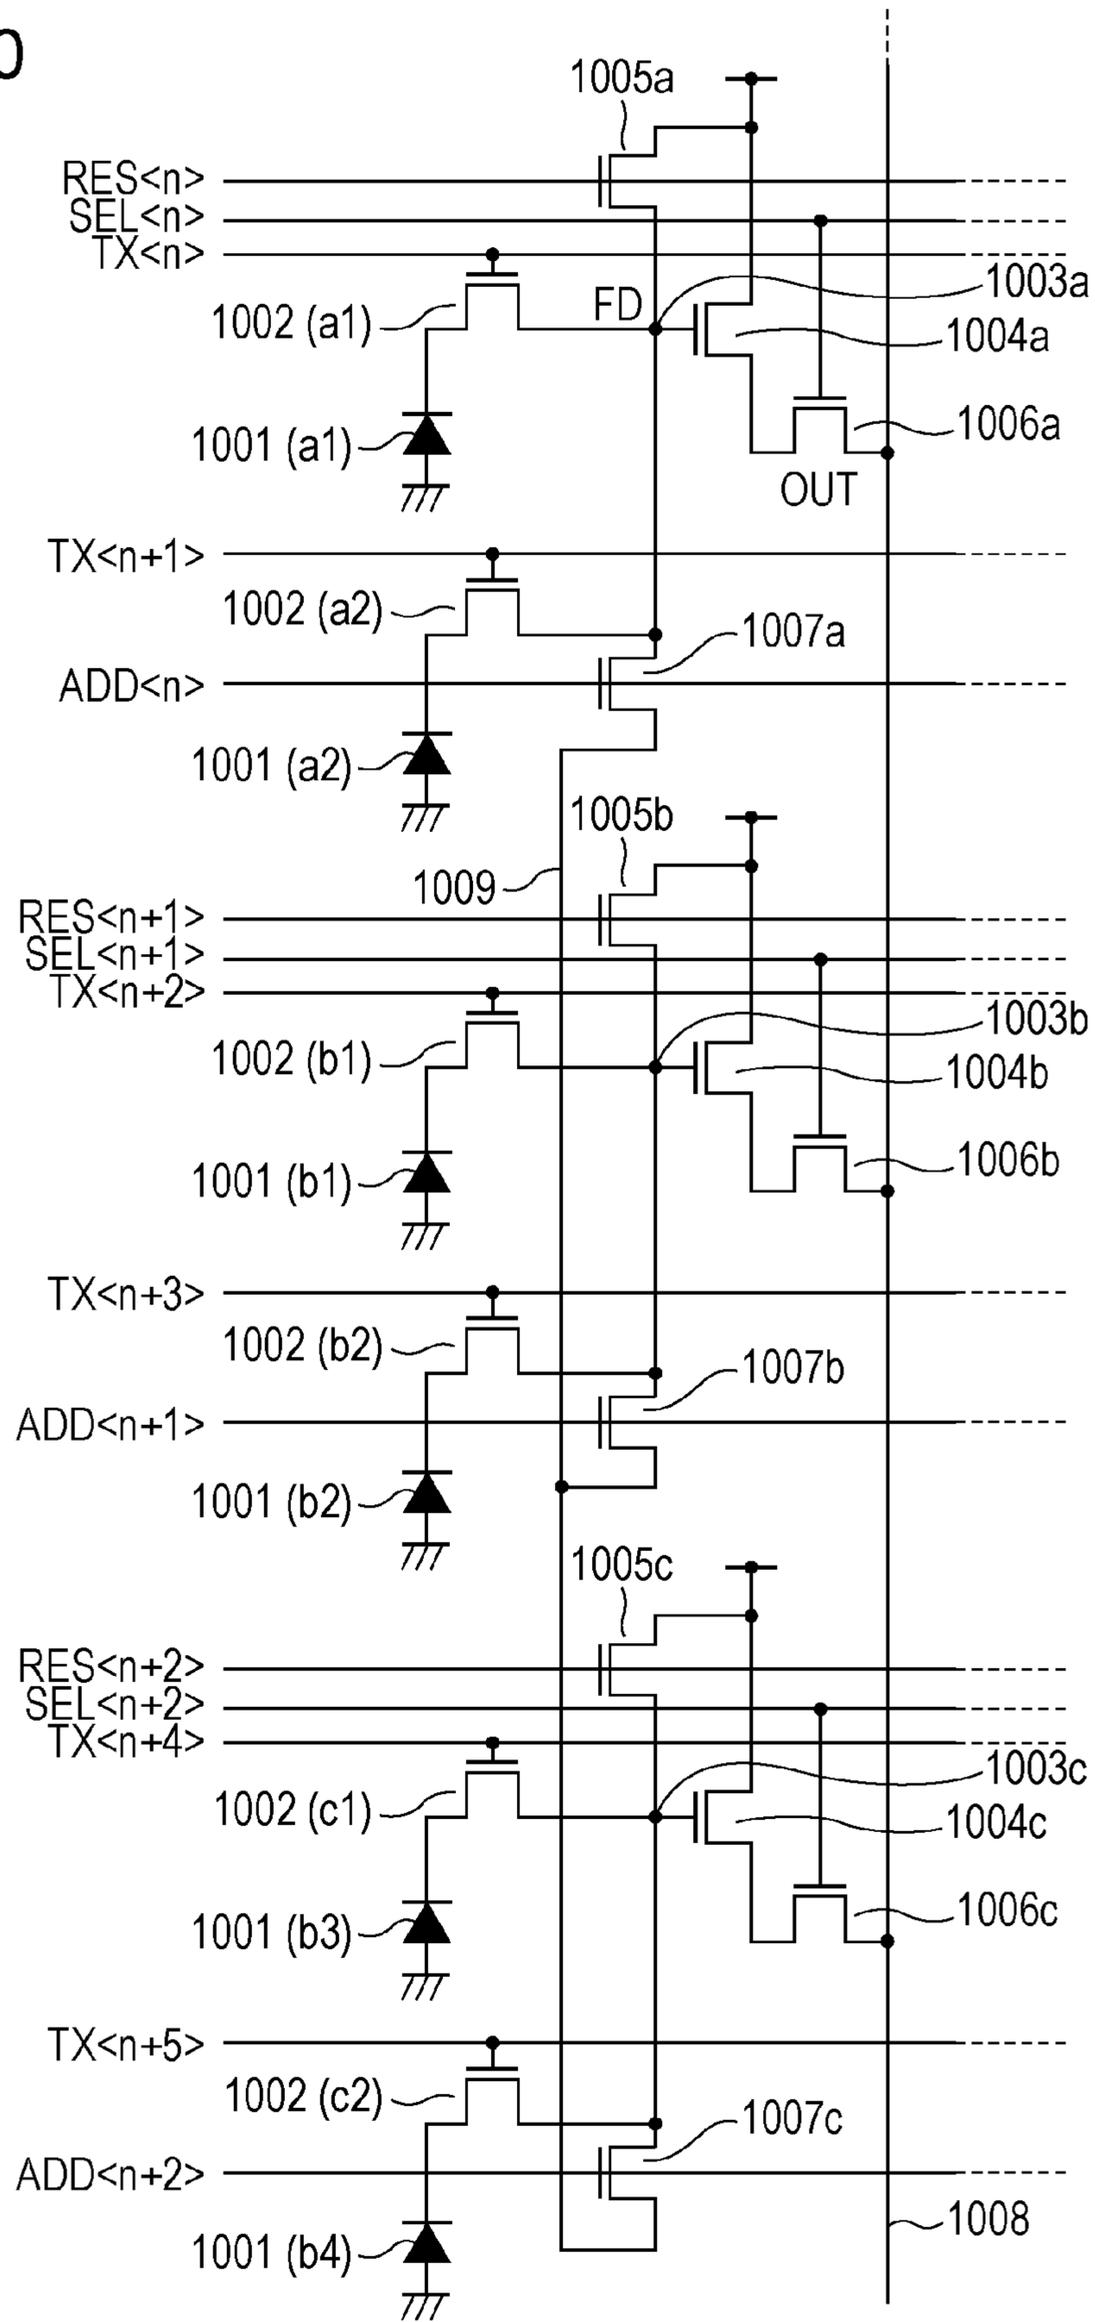 b
1005a
RES<n>
SEL<n>
TX<n>
1003a
1002 (a1)
FD
1004a
1001 (a1)
1006a
OUT
TX<n+1>
1002 (a2)
1007a
ADD<n>
1001 (a2)
1005b
1009
RES<n+1>
SEL<n+1>
TX<n+2>
1003b
1002 (b1)
1004b
1001 (b1)
1006b
TX<n+3>
1002 (b2)
1007b
ADD<n+1>
1001 (b2)
1005c
RES<n+2>
SEL<n+2>
TX<n+4>
1003c
1002 (c1)
1004c
1001 (b3)
1006c
TX<n+5>
1002 (c2)
1007c
ADD<n+2>
1008
1001 (b4)